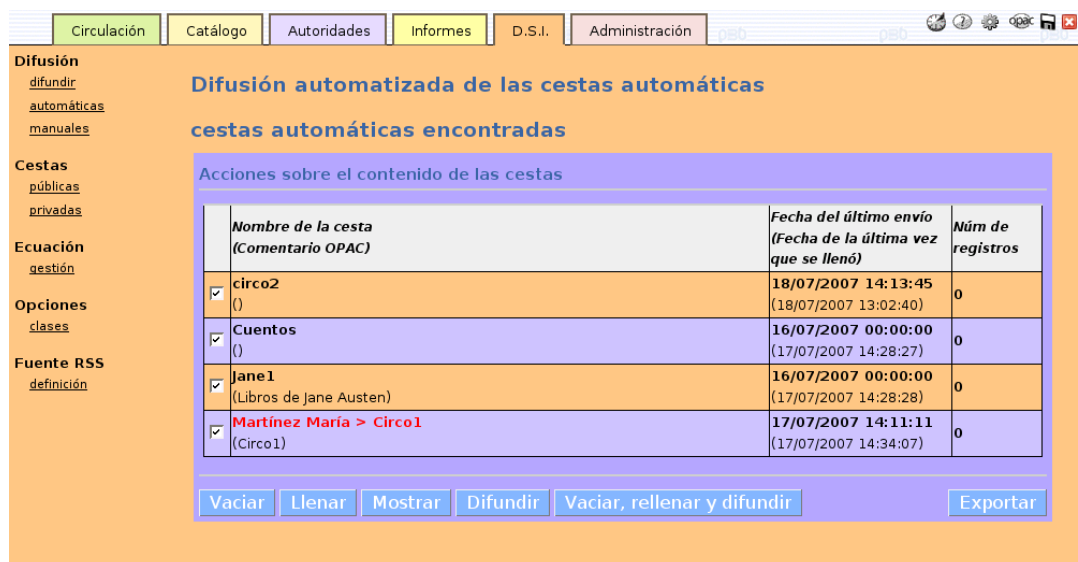 Circulación Catálogo Autoridades Informes D.S.I. Administración opac
Difusión
difundir
automáticas
manuales
Cestas
públicas
privadas
Ecuación
gestión
Opciones
clases
Fuente RSS
definición
Difusión automatizada de las cestas automáticas
cestas automáticas encontradas
Acciones sobre el contenido de las cestas
Nombre de la cesta
(Comentario OPAC)
Fecha del último envío
(Fecha de la última vez
que se llenó)
Núm de
registros
circo2
()
18/07/2007 14:13:45
(18/07/2007 13:02:40)
0
Cuentos
()
16/07/2007 00:00:00
(17/07/2007 14:28:27)
0
Jane1
(Libros de Jane Austen)
16/07/2007 00:00:00
(17/07/2007 14:28:28)
0
Martínez María > Circo1
(Circo1)
17/07/2007 14:11:11
(17/07/2007 14:34:07)
0
Vaciar Llenar Mostrar Difundir Vaciar, rellenar y difundir Exportar